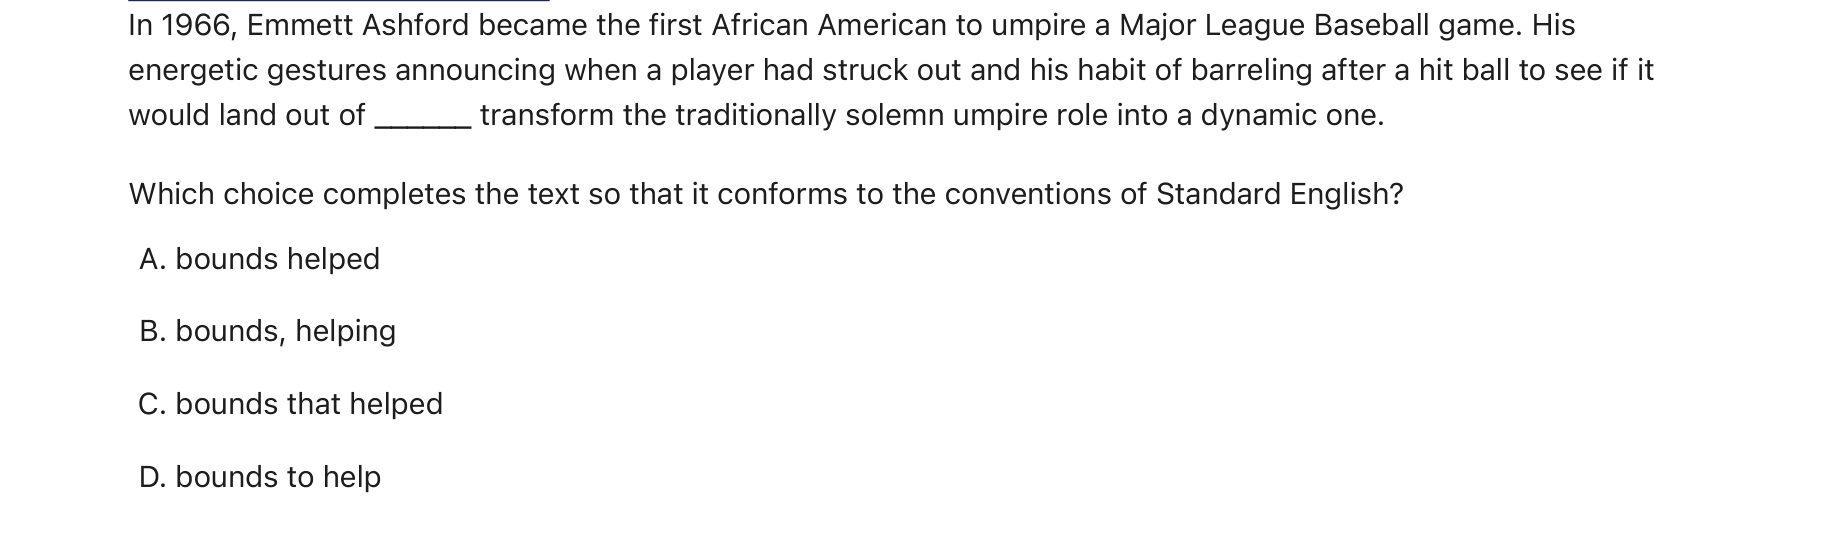 In 1966, Emmett Ashford became the first African American to umpire a Major League Baseball game. His
energetic gestures announcing when a player had struck out and his habit of barreling after a hit ball to see if it
would land out of ______ transform the traditionally solemn umpire role into a dynamic one.
Which choice completes the text so that it conforms to the conventions of Standard English?
A. bounds helped
B. bounds, helping
C. bounds that helped
D. bounds to help